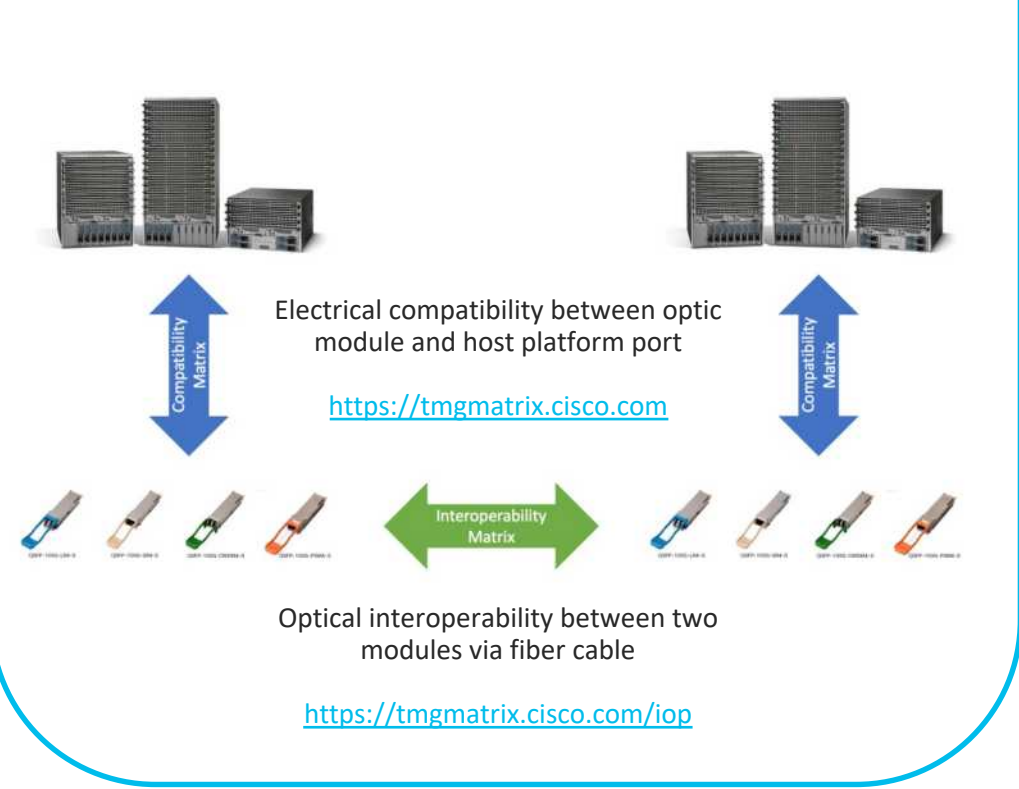 Electrical compatibility between optic
module and host platform port
https://tmgmatrix.cisco.com
Compatibility
Matrix
Compatibility
Matrix
Interoperability
Matrix
Optical interoperability between two
modules via fiber cable
https://tmgmatrix.cisco.com/iop